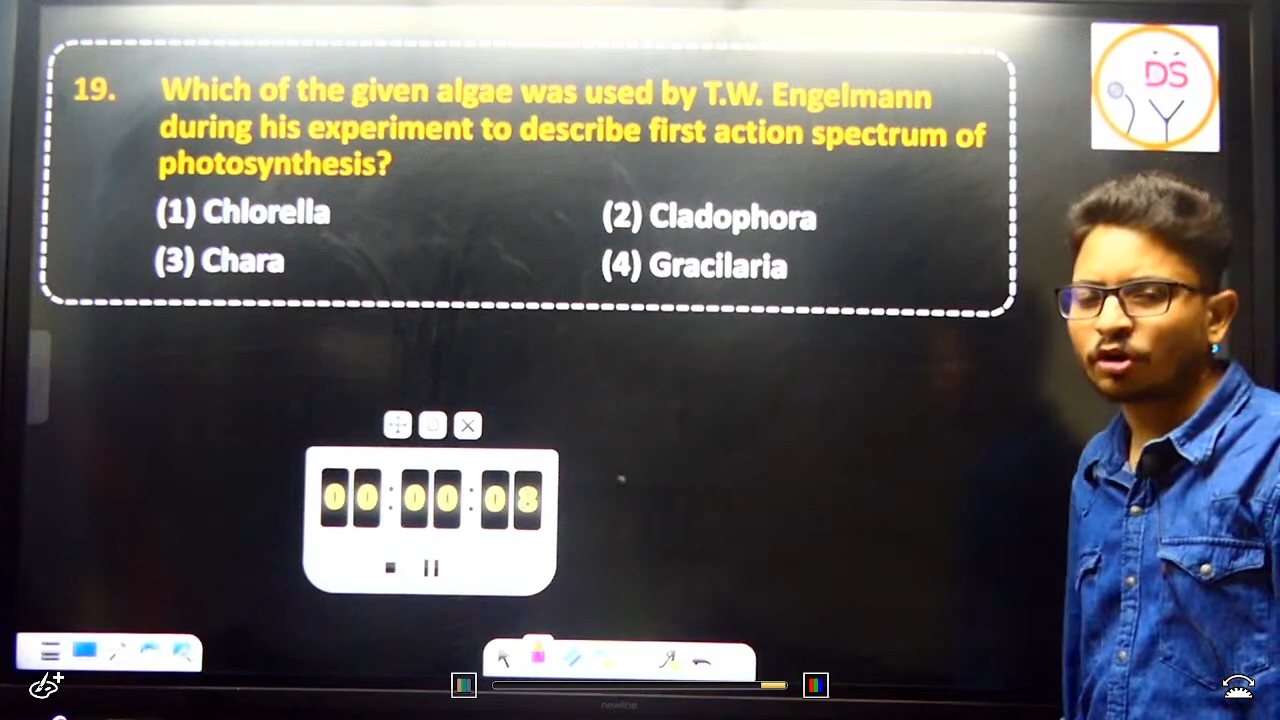 19. Which of the given algae was used by T.W. Engelmann
during his experiment to describe first action spectrum of
photosynthesis?
(1) Chlorella (2) Cladophora
(3) Chara (4) Gracilaria
DS
00:00:08
newline